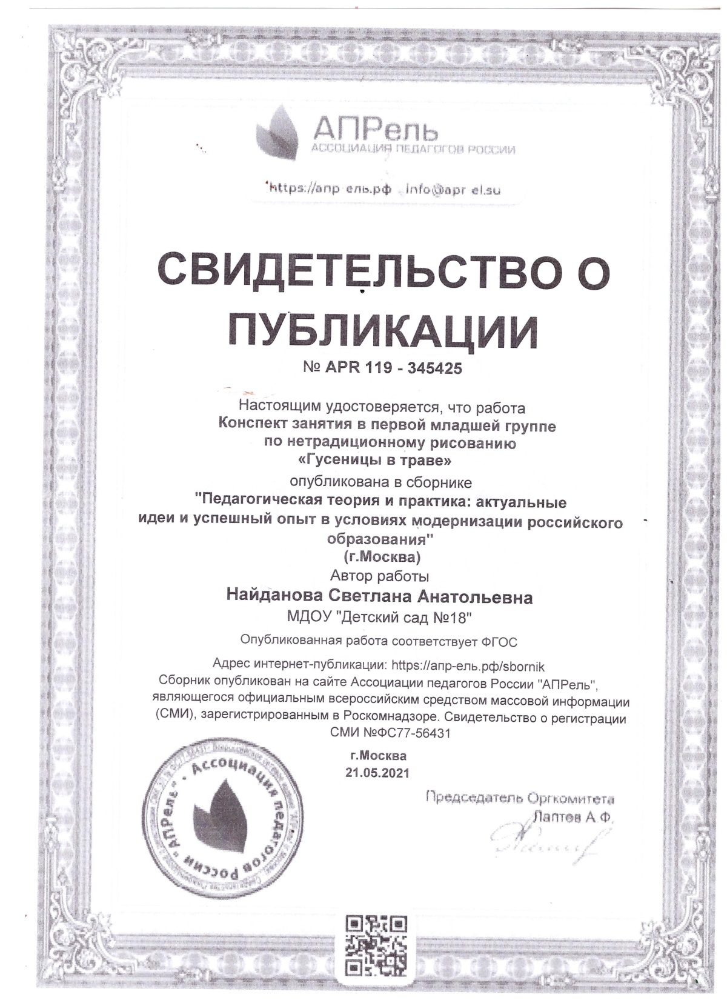 АПРель
АССОЦИАЦИЯ ПЕДАГОГОВ РОССИИ
https://апр ель.рф info@apr el.su
СВИДЕТЕЛЬСТВО О
ПУБЛИКАЦИИ
№ APR 119 - 345425
Настоящим удостоверяется, что работа
Конспект занятия в первой младшей группе
по нетрадиционному рисованию
«Гусеницы в траве»
опубликована в сборнике
"Педагогическая теория и практика: актуальные
идеи и успешный опыт в условиях модернизации российского
образования"
(г.Москва)
Автор работы
Найданова Светлана Анатольевна
МДОУ "Детский сад №18"
Опубликованная работа соответствует ФГОС
Адрес интернет-публикации: https://апр-ель.рф/sbornik
Сборник опубликован на сайте Ассоциации педагогов России "АПРель",
являющегося официальным всероссийским средством массовой информации
(СМИ), зарегистрированным в Роскомнадзоре. Свидетельство о регистрации
СМИ №ФС77-56431
г.Москва
21.05.2021
Председатель Оргкомитета
Лаптев А.Ф.
Ассоциация педагогов России "АПРель"